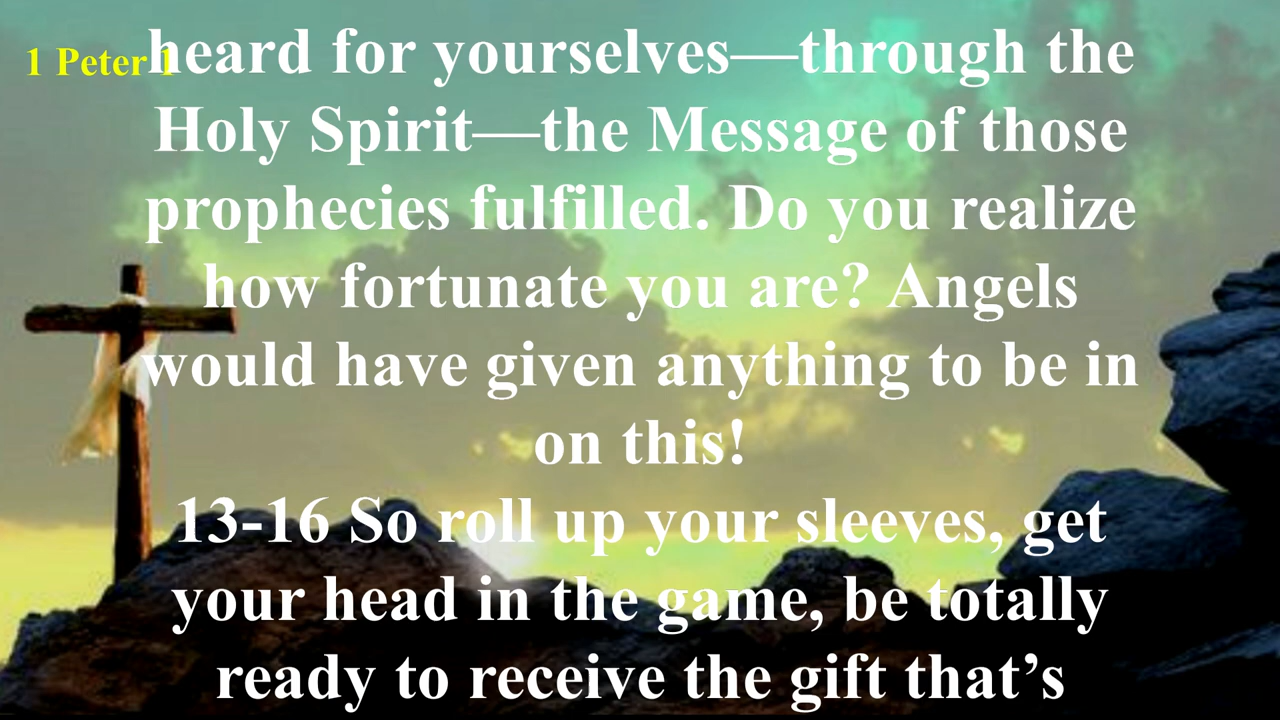 1 Peter 1
heard for yourselves—through the
Holy Spirit—the Message of those
prophecies fulfilled. Do you realize
how fortunate you are? Angels
would have given anything to be in
on this!
13-16 So roll up your sleeves, get
your head in the game, be totally
ready to receive the gift that’s